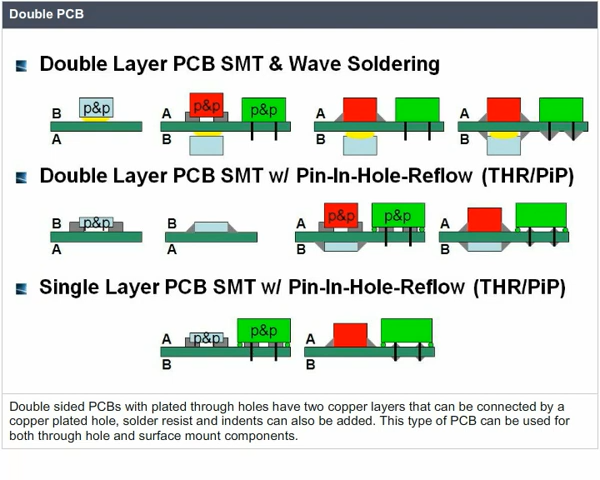 Double PCB
Double Layer PCB SMT & Wave Soldering
B p&p A p&p p&p A A
A B B B
Double Layer PCB SMT w/ Pin-In-Hole-Reflow (THR/PiP)
B p&p B A p&p p&p A
A A B B
Single Layer PCB SMT w/ Pin-In-Hole-Reflow (THR/PiP)
A p&p p&p A
B B
Double sided PCBs with plated through holes have two copper layers that can be connected by a
copper plated hole, solder resist and indents can also be added. This type of PCB can be used for
both through hole and surface mount components.